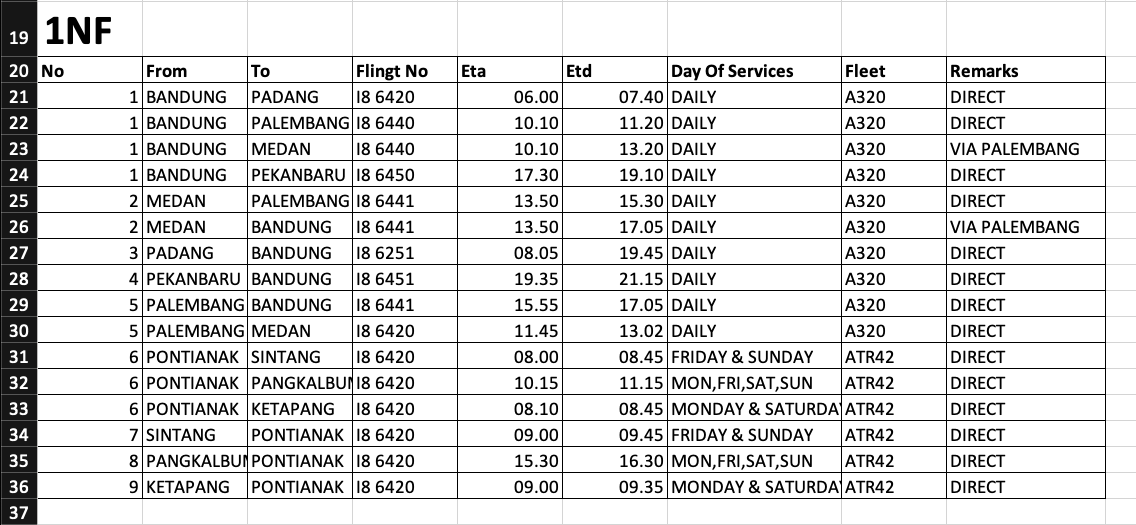 19 1NF
20 No From To Flingt No Eta Etd Day Of Services Fleet Remarks
21 1 BANDUNG PADANG I8 6420 06.00 07.40 DAILY A320 DIRECT
22 1 BANDUNG PALEMBANG I8 6440 10.10 11.20 DAILY A320 DIRECT
23 1 BANDUNG MEDAN I8 6440 10.10 13.20 DAILY A320 VIA PALEMBANG
24 1 BANDUNG PEKANBARU I8 6450 17.30 19.10 DAILY A320 DIRECT
25 2 MEDAN PALEMBANG I8 6441 13.50 15.30 DAILY A320 DIRECT
26 2 MEDAN BANDUNG I8 6441 13.50 17.05 DAILY A320 VIA PALEMBANG
27 3 PADANG BANDUNG I8 6251 08.05 19.45 DAILY A320 DIRECT
28 4 PEKANBARU BANDUNG I8 6451 19.35 21.15 DAILY A320 DIRECT
29 5 PALEMBANG BANDUNG I8 6441 15.55 17.05 DAILY A320 DIRECT
30 5 PALEMBANG MEDAN I8 6420 11.45 13.02 DAILY A320 DIRECT
31 6 PONTIANAK SINTANG I8 6420 08.00 08.45 FRIDAY & SUNDAY ATR42 DIRECT
32 6 PONTIANAK PANGKALBUN I8 6420 10.15 11.15 MON,FRI,SAT,SUN ATR42 DIRECT
33 6 PONTIANAK KETAPANG I8 6420 08.10 08.45 MONDAY & SATURDAY ATR42 DIRECT
34 7 SINTANG PONTIANAK I8 6420 09.00 09.45 FRIDAY & SUNDAY ATR42 DIRECT
35 8 PANGKALBUN PONTIANAK I8 6420 15.30 16.30 MON,FRI,SAT,SUN ATR42 DIRECT
36 9 KETAPANG PONTIANAK I8 6420 09.00 09.35 MONDAY & SATURDAY ATR42 DIRECT
37